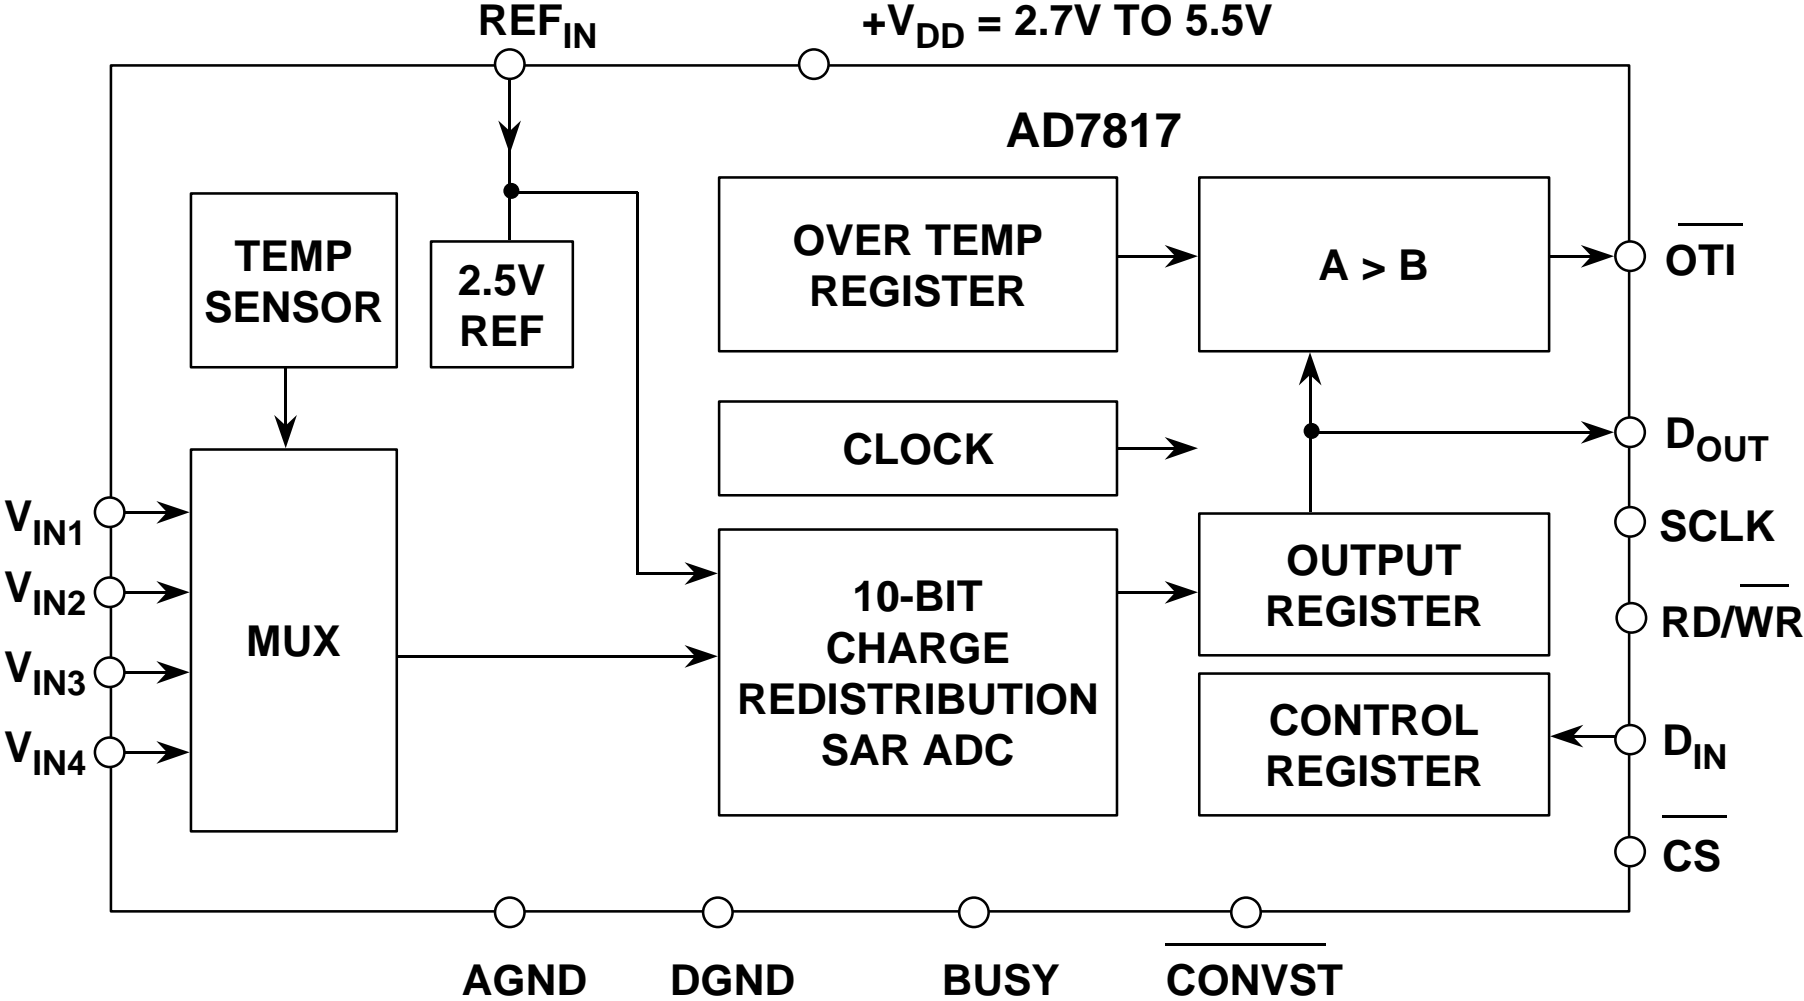 REFIN
+VDD = 2.7V TO 5.5V
AD7817
TEMP
SENSOR
2.5V
REF
OVER TEMP
REGISTER
A > B
OTI
CLOCK
DOUT
VIN1
VIN2
VIN3
VIN4
MUX
10-BIT
CHARGE
REDISTRIBUTION
SAR ADC
OUTPUT
REGISTER
CONTROL
REGISTER
SCLK
RD/WR
DIN
CS
AGND
DGND
BUSY
CONVST